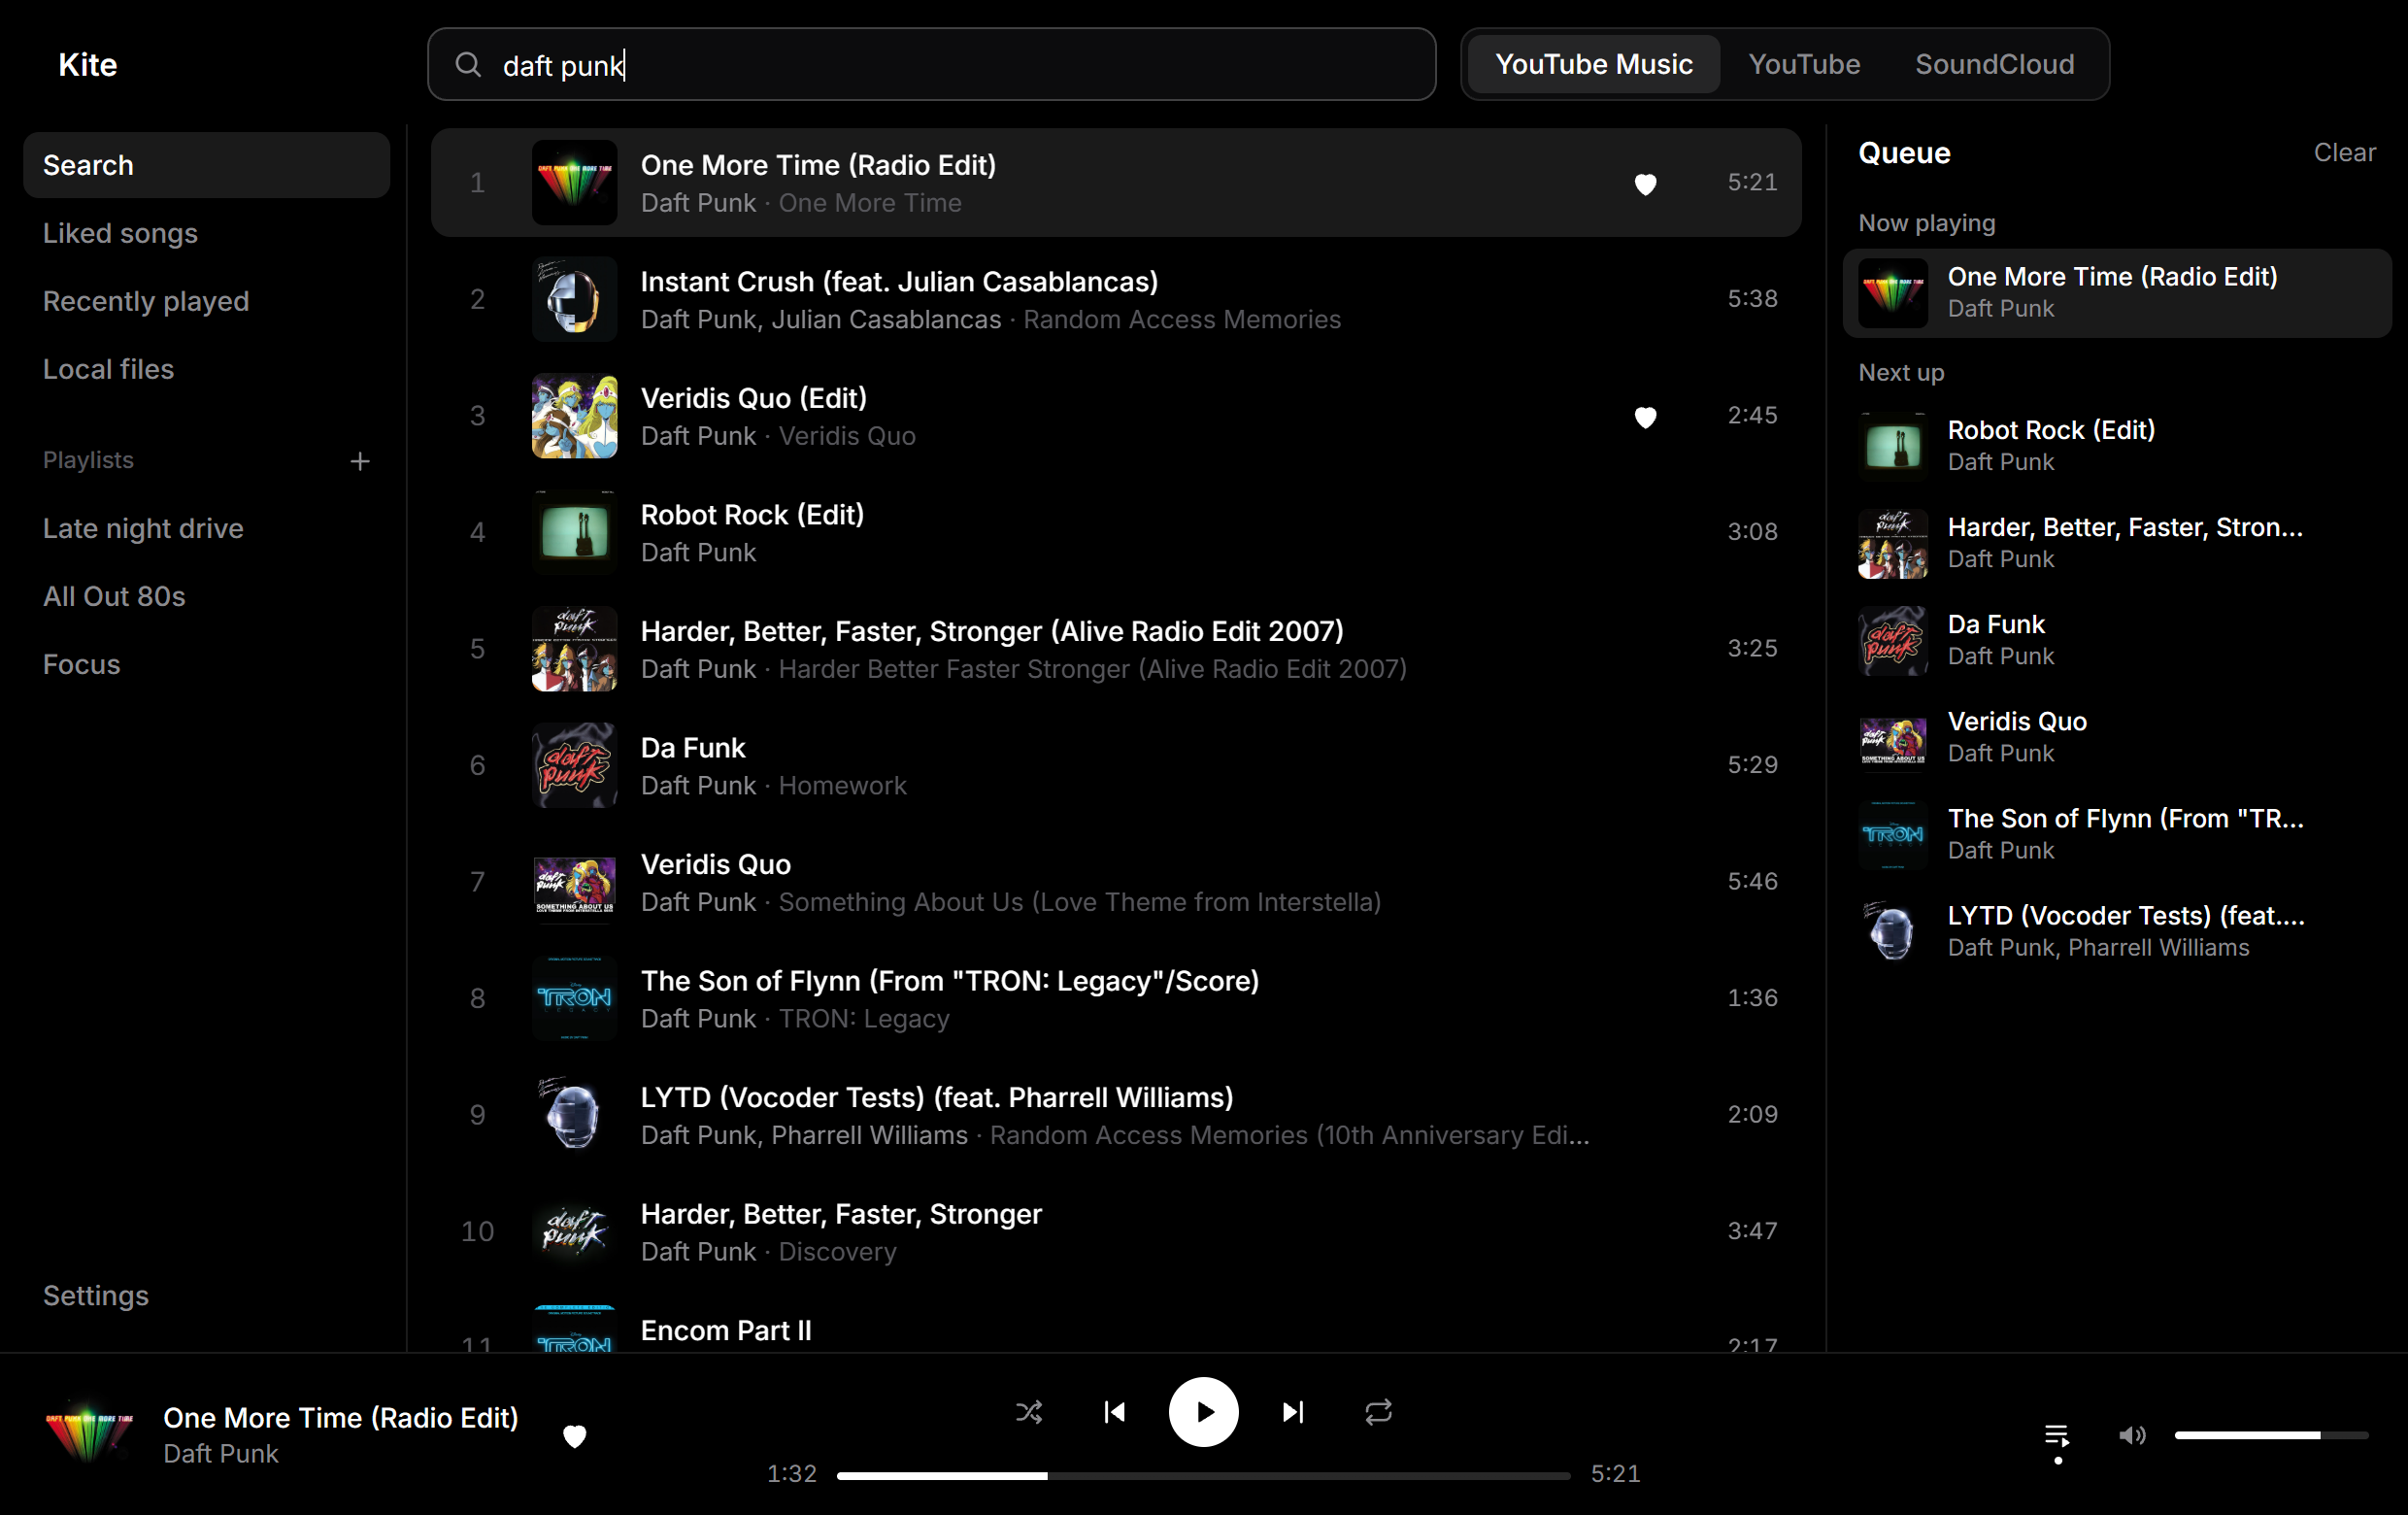 Kite
daft punk
YouTube Music
YouTube
SoundCloud
Search
Liked songs
Recently played
Local files
Playlists
Late night drive
All Out 80s
Focus
Settings
1
One More Time (Radio Edit)
Daft Punk · One More Time
5:21
2
Instant Crush (feat. Julian Casablancas)
Daft Punk, Julian Casablancas · Random Access Memories
5:38
3
Veridis Quo (Edit)
Daft Punk · Veridis Quo
2:45
4
Robot Rock (Edit)
Daft Punk
3:08
5
Harder, Better, Faster, Stronger (Alive Radio Edit 2007)
Daft Punk · Harder Better Faster Stronger (Alive Radio Edit 2007)
3:25
6
Da Funk
Daft Punk · Homework
5:29
7
Veridis Quo
Daft Punk · Something About Us (Love Theme from Interstella)
5:46
8
The Son of Flynn (From "TRON: Legacy"/Score)
Daft Punk · TRON: Legacy
1:36
9
LYTD (Vocoder Tests) (feat. Pharrell Williams)
Daft Punk, Pharrell Williams · Random Access Memories (10th Anniversary Edi...
2:09
10
Harder, Better, Faster, Stronger
Daft Punk · Discovery
3:47
11
Encom Part II
2:17
Queue
Clear
Now playing
One More Time (Radio Edit)
Daft Punk
Next up
Robot Rock (Edit)
Daft Punk
Harder, Better, Faster, Stron...
Daft Punk
Da Funk
Daft Punk
Veridis Quo
Daft Punk
The Son of Flynn (From "TR...
Daft Punk
LYTD (Vocoder Tests) (feat....
Daft Punk, Pharrell Williams
One More Time (Radio Edit)
Daft Punk
1:32
5:21